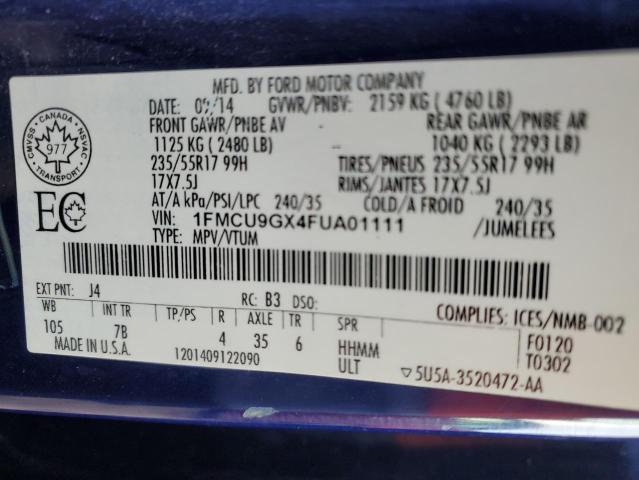 MFD. BY FORD MOTOR COMPANY
DATE: 09/14 GVWR/PNBV: 2159 KG ( 4760 LB)
FRONT GAWR/PNBE AV REAR GAWR/PNBE AR
1125 KG ( 2480 LB) 1040 KG ( 2293 LB)
235/55R17 99H TIRES/PNEUS 235/55R17 99H
17X7.5J RIMS/JANTES 17X7.5J
AT/A kPa/PSI/LPC 240/35 COLD/A FROID 240/35
VIN: 1FMCU9GX4FUA01111 /JUMELEES
TYPE: MPV/VTUM
CMVSS • CANADA • NSVAC
977
TRANSPORT
EC
EXT PNT: J4 RC: B3 DSO:
WB INT TR TP/PS R AXLE TR SPR COMPLIES: ICES/NMB-002
105 7B 4 35 6 HHMM F0120
MADE IN U.S.A. 1201409122090 ULT T0302
▽5U5A-3520472-AA